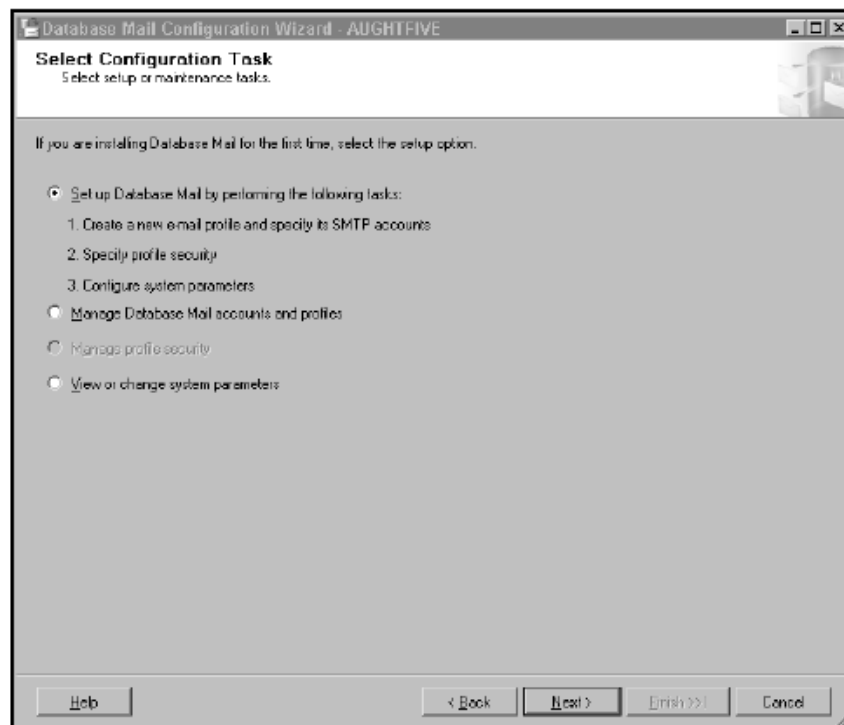 Database Mail Configuration Wizard - AUGHTFIVE
Select Configuration Task
Select setup or maintenance tasks.
If you are installing Database Mail for the first time, select the setup option.
Set up Database Mail by performing the following tasks:
1. Create a new e-mail profile and specify its SMTP accounts
2. Specify profile security
3. Configure system parameters
Manage Database Mail accounts and profiles
Manage profile security
View or change system parameters
Help
< Back
Next >
Finish >>|
Cancel